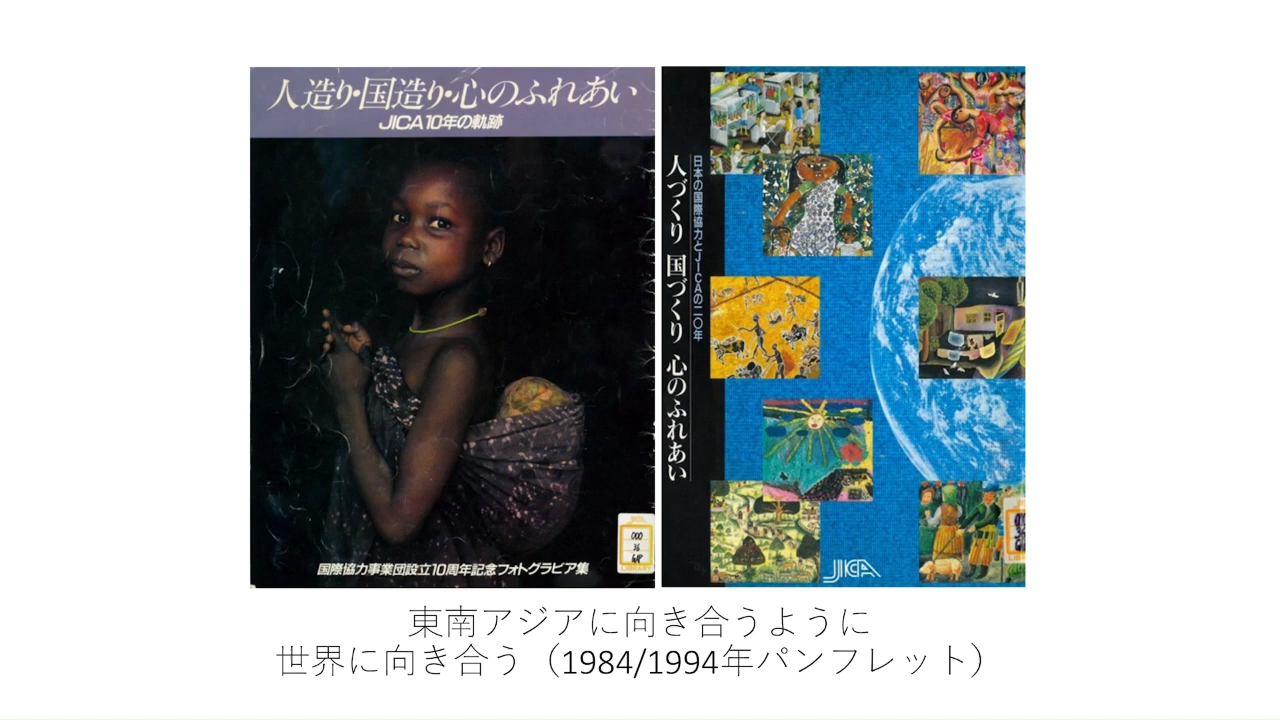 人造り・国造り・心のふれあい
JICA10年の軌跡
国際協力事業団設立10周年記念フォトグラビア集
000
36
日本の国際協力とJICAの二〇年
人づくり 国づくり 心のふれあい
JICA
東南アジアに向き合うように
世界に向き合う（1984/1994年パンフレット）